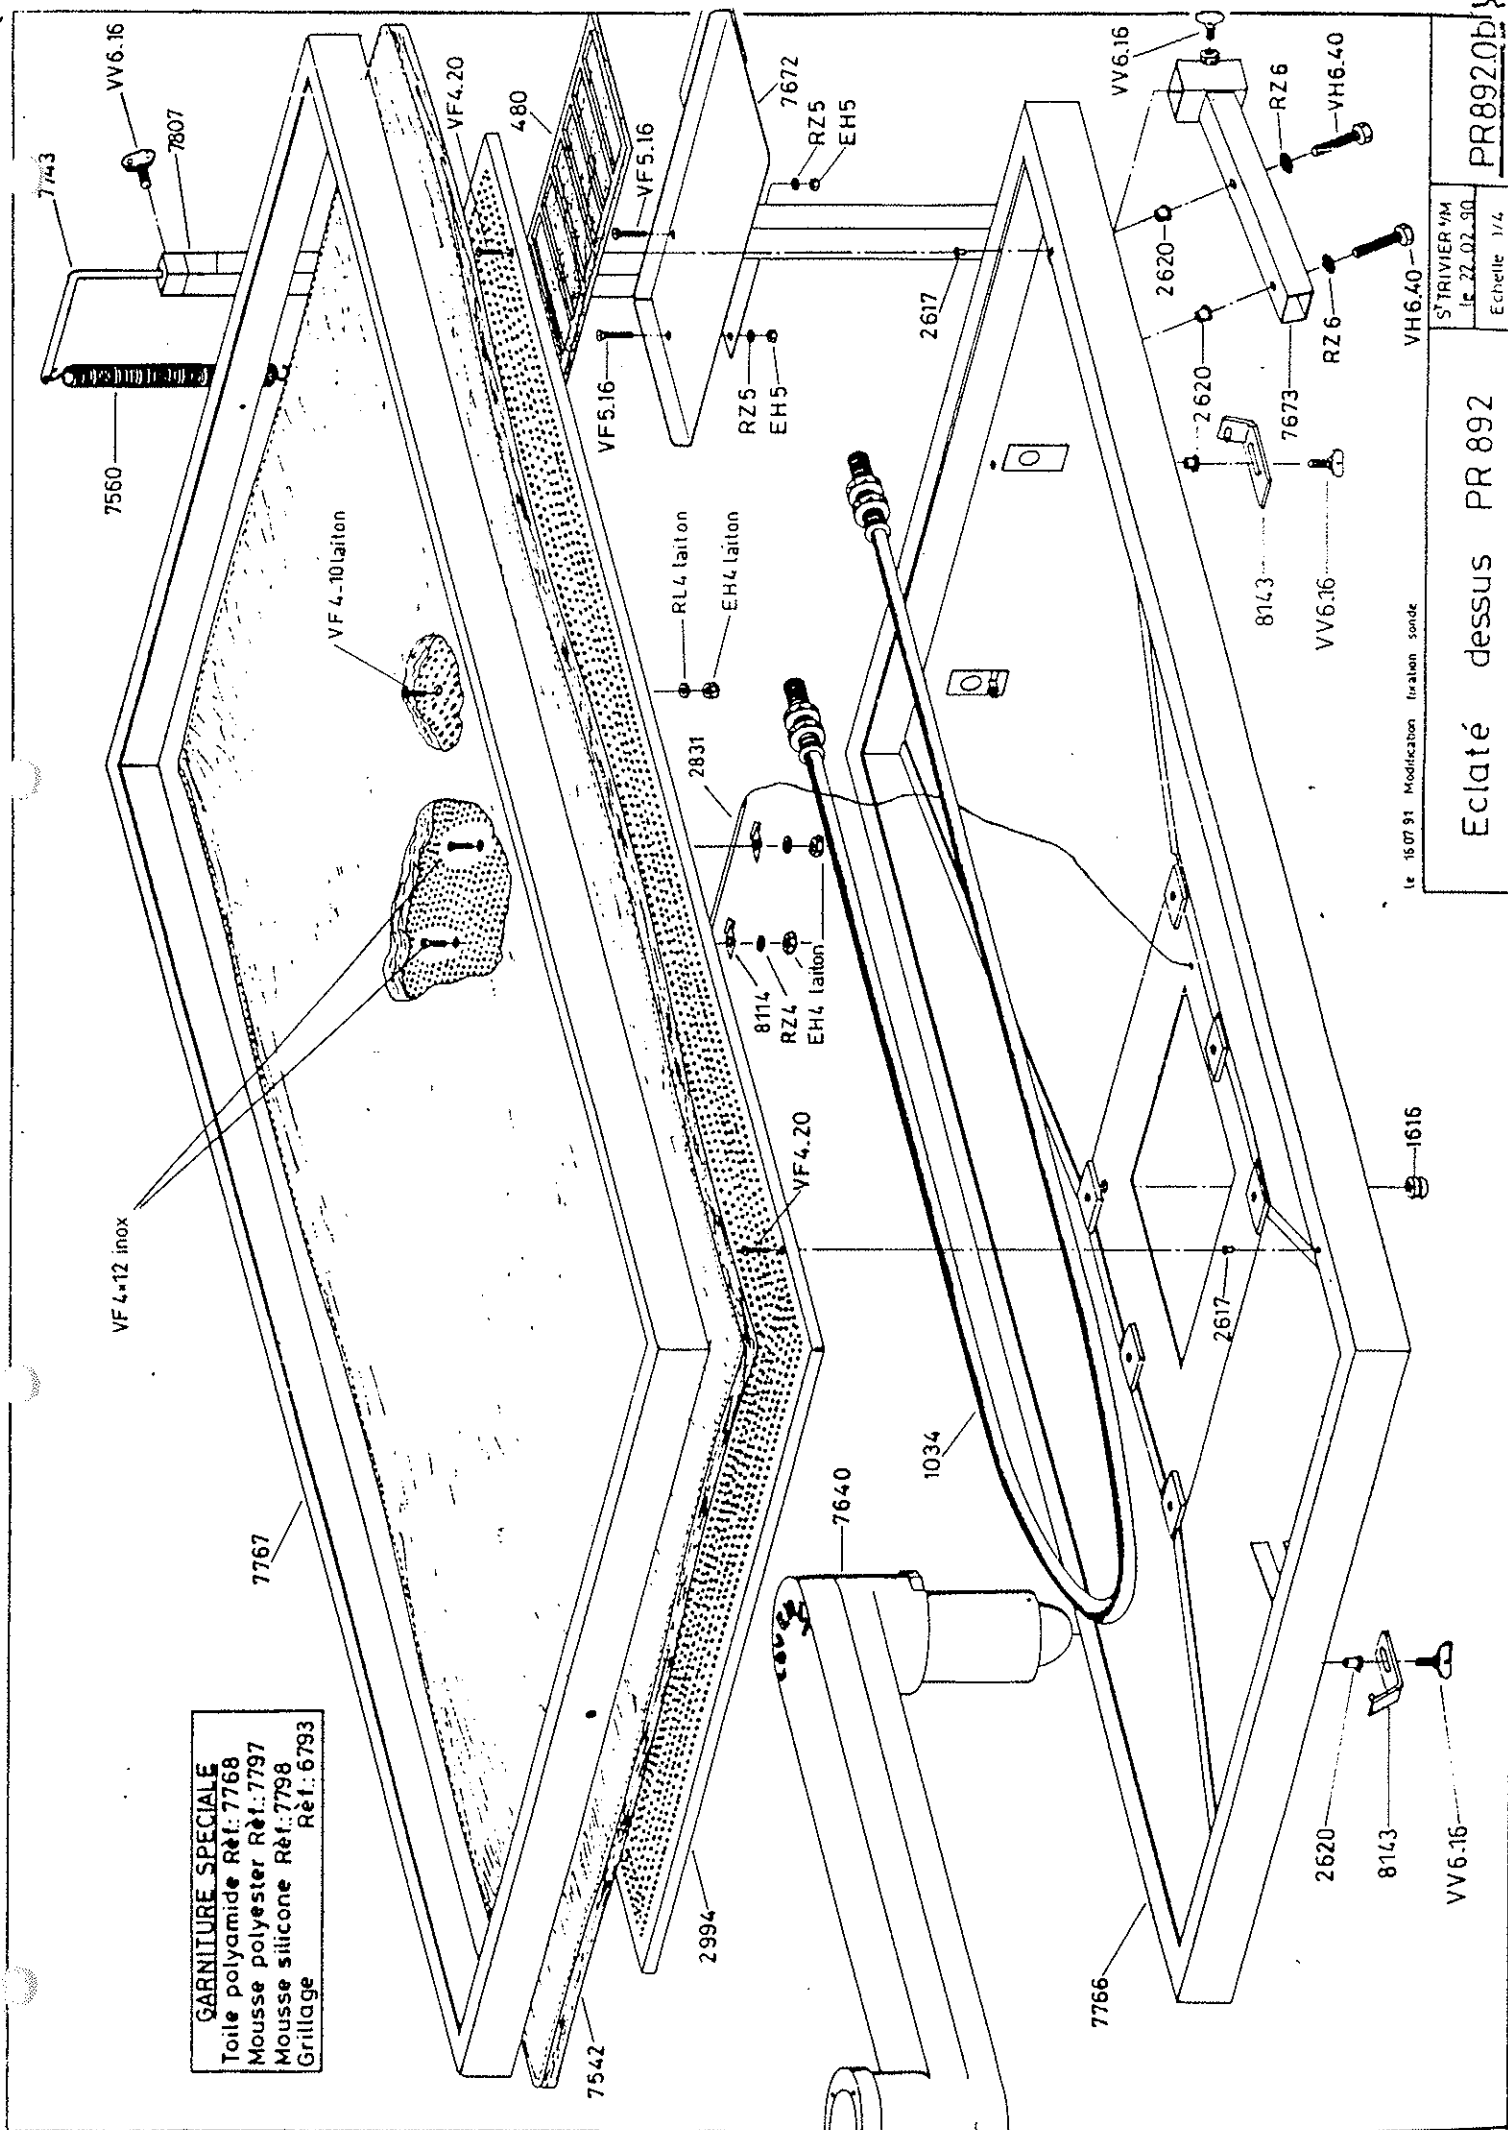 GARNITURE SPECIALE
Toile polyamide Réf.: 7768
Mousse polyester Réf.: 7797
Mousse silicone Réf.: 7798
Grillage Réf.: 6793
7767
VF 4×12 inox
VF 4_10 laiton
7560
7743
VV6.16
7807
7542
2994
VF4.20
VF4.20
480
7672
VF5.16
VF5.16
RZ5
EH5
RZ5
EH5
RL4 laiton
EH4 laiton
2831
8114
RZ4
EH4 laiton
7640
1034
2617
2617
7766
2620
8143
VV6.16
1616
2620
2620
8143
VV6.16
7673
VV6.16
RZ6
RZ6
VH6.40
VH6.40
le 16 07 91 Modification fixation sonde
Eclaté dessus PR 892
St TRIVIER s/M
le 22.02.90
Echelle 1/4
PR892.0b